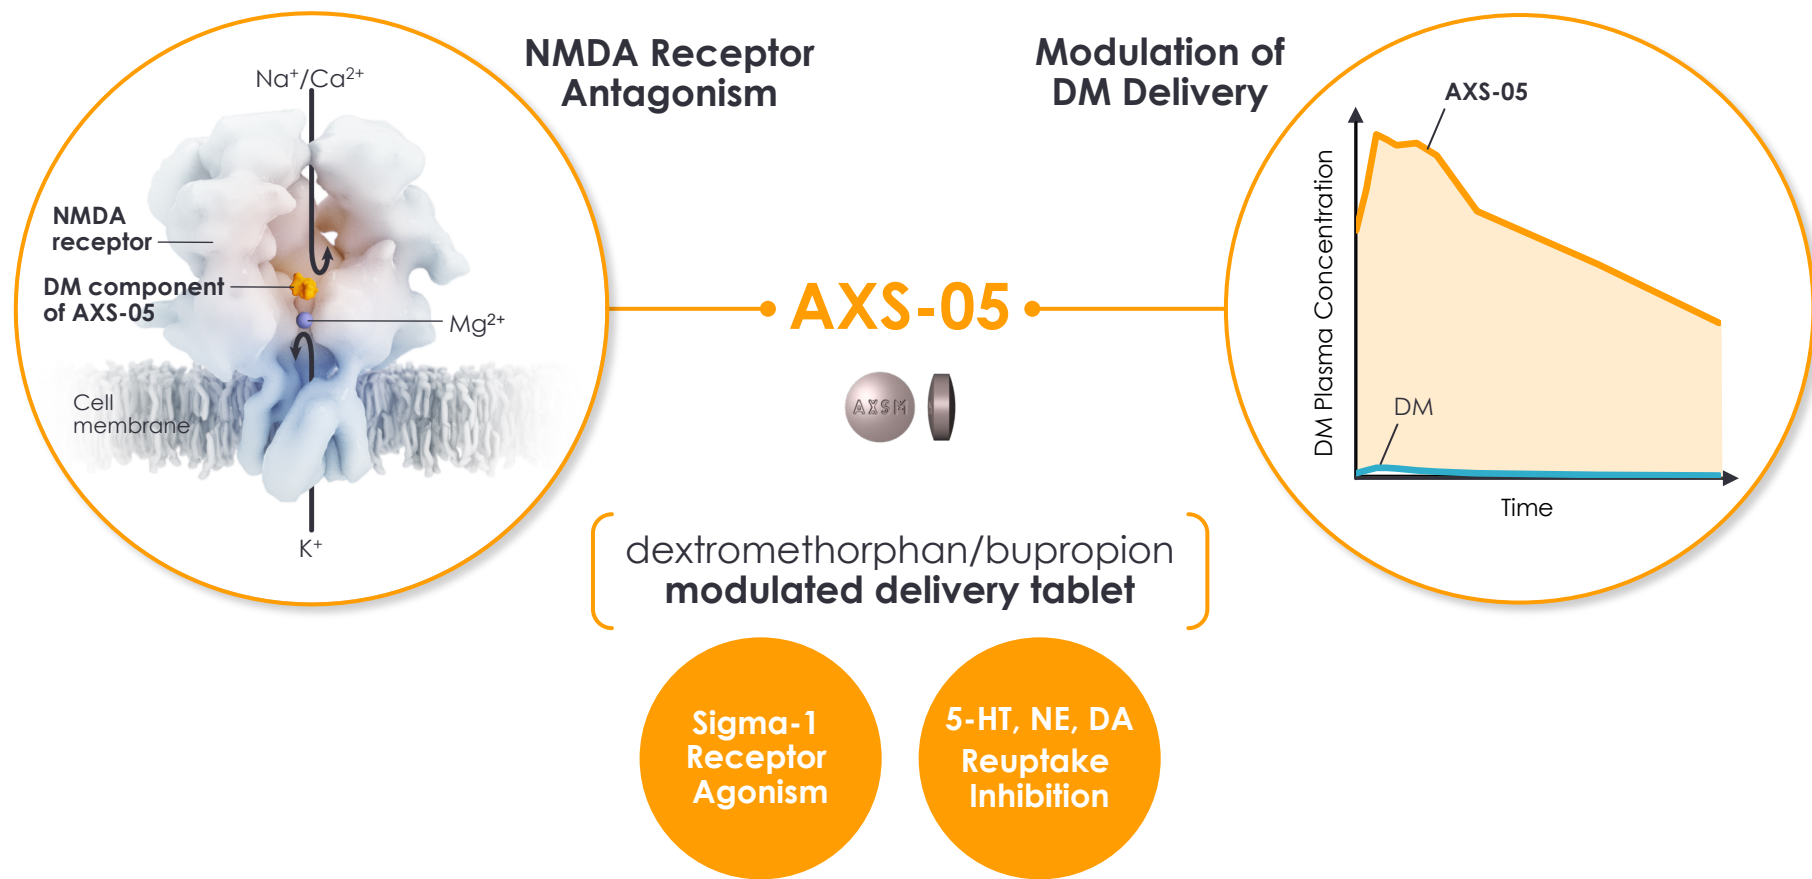 NMDA Receptor
Antagonism
Na⁺/Ca²⁺
NMDA
receptor
DM component
of AXS-05
Mg²⁺
Cell
membrane
K⁺
Modulation of
DM Delivery
AXS-05
DM Plasma Concentration
DM
Time
AXS-05
AXSM
dextromethorphan/bupropion
modulated delivery tablet
Sigma-1
Receptor
Agonism
5-HT, NE, DA
Reuptake
Inhibition